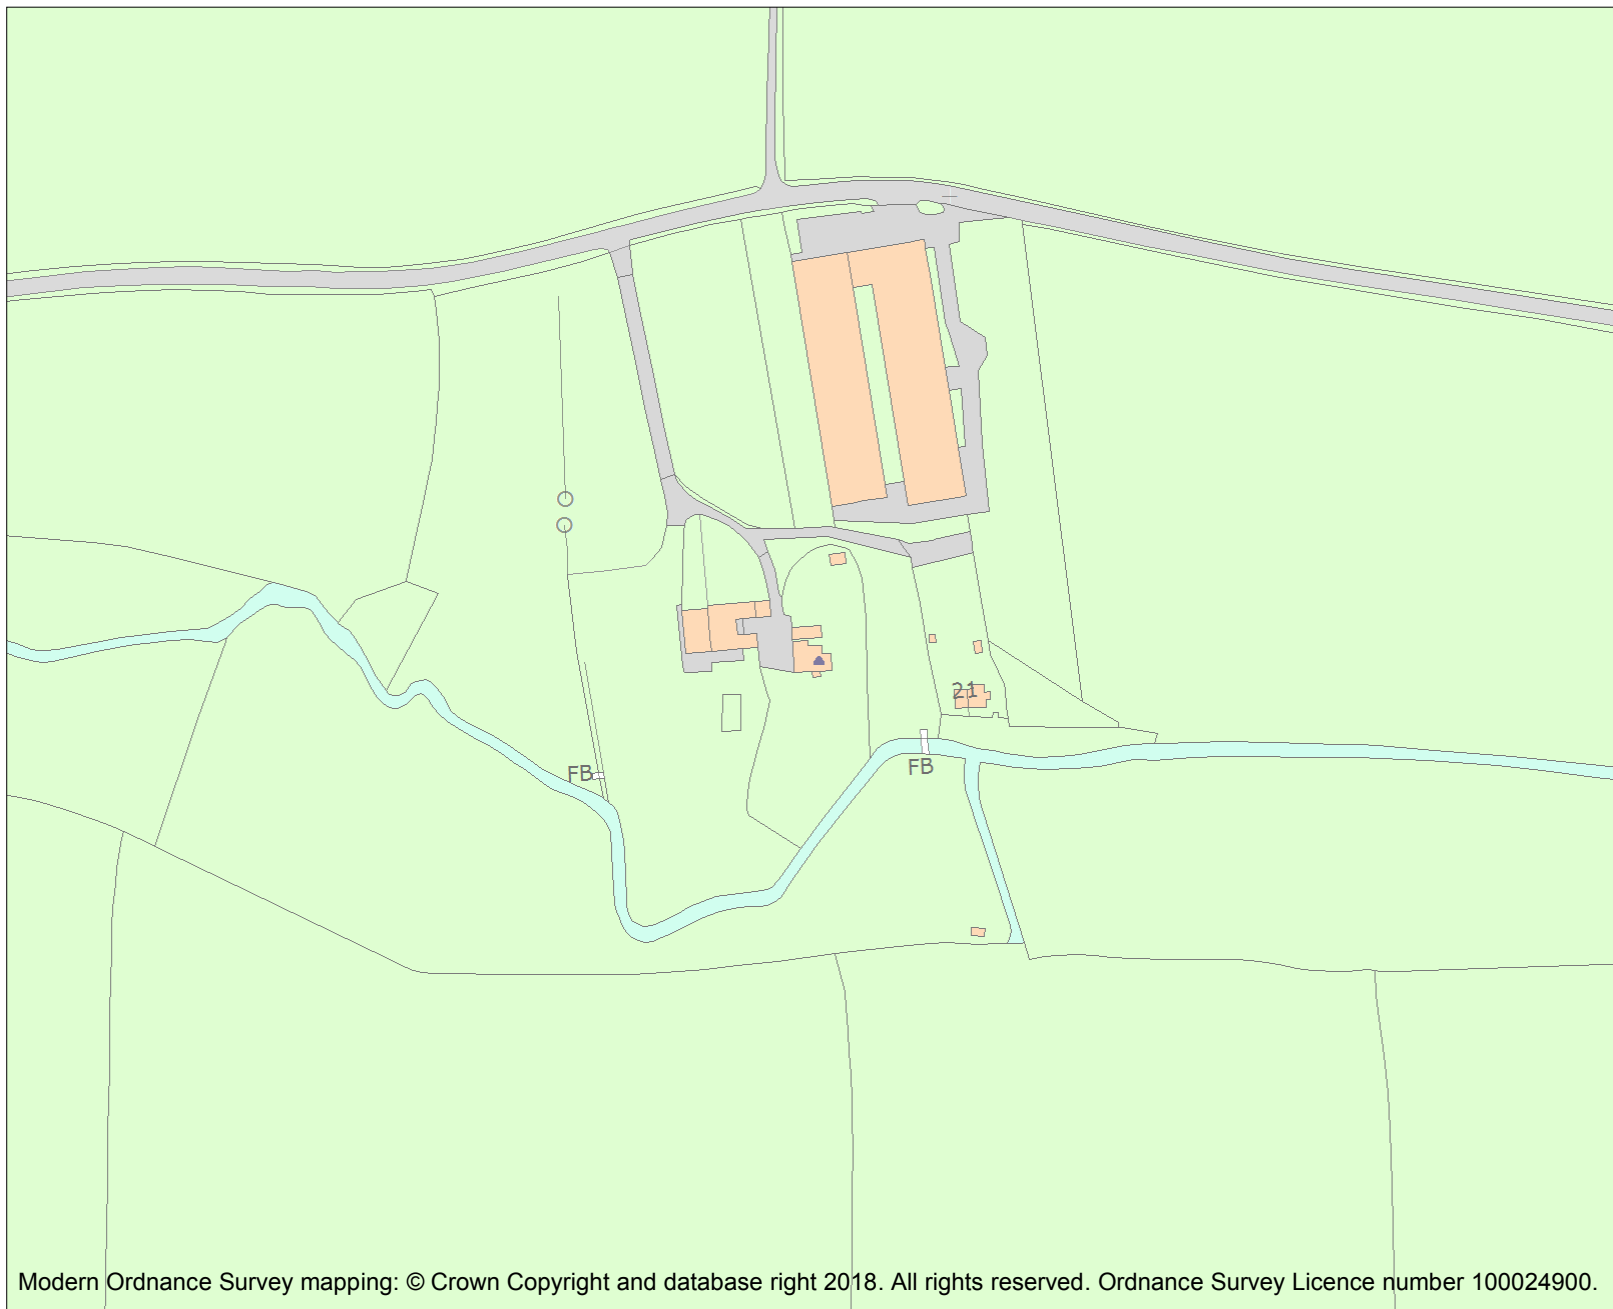 21
FB
FB
Modern Ordnance Survey mapping: © Crown Copyright and database right 2018. All rights reserved. Ordnance Survey Licence number 100024900.